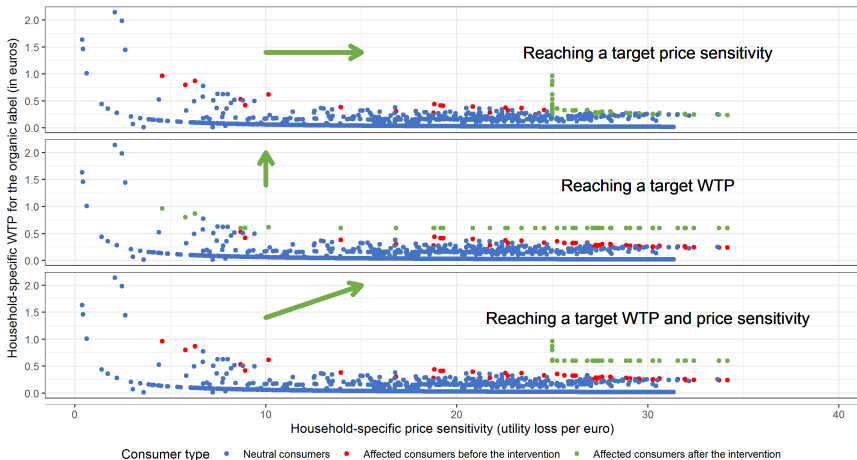 Household-specific WTP for the organic label (in euros)
2.0
Reaching a target price sensitivity
1.5
1.0
0.5
0.0
2.0
Reaching a target WTP
1.5
1.0
0.5
0.0
2.0
Reaching a target WTP and price sensitivity
1.5
1.0
0.5
0.0
0 10 20 30 40
Household-specific price sensitivity (utility loss per euro)
Consumer type Neutral consumers Affected consumers before the intervention Affected consumers after the intervention